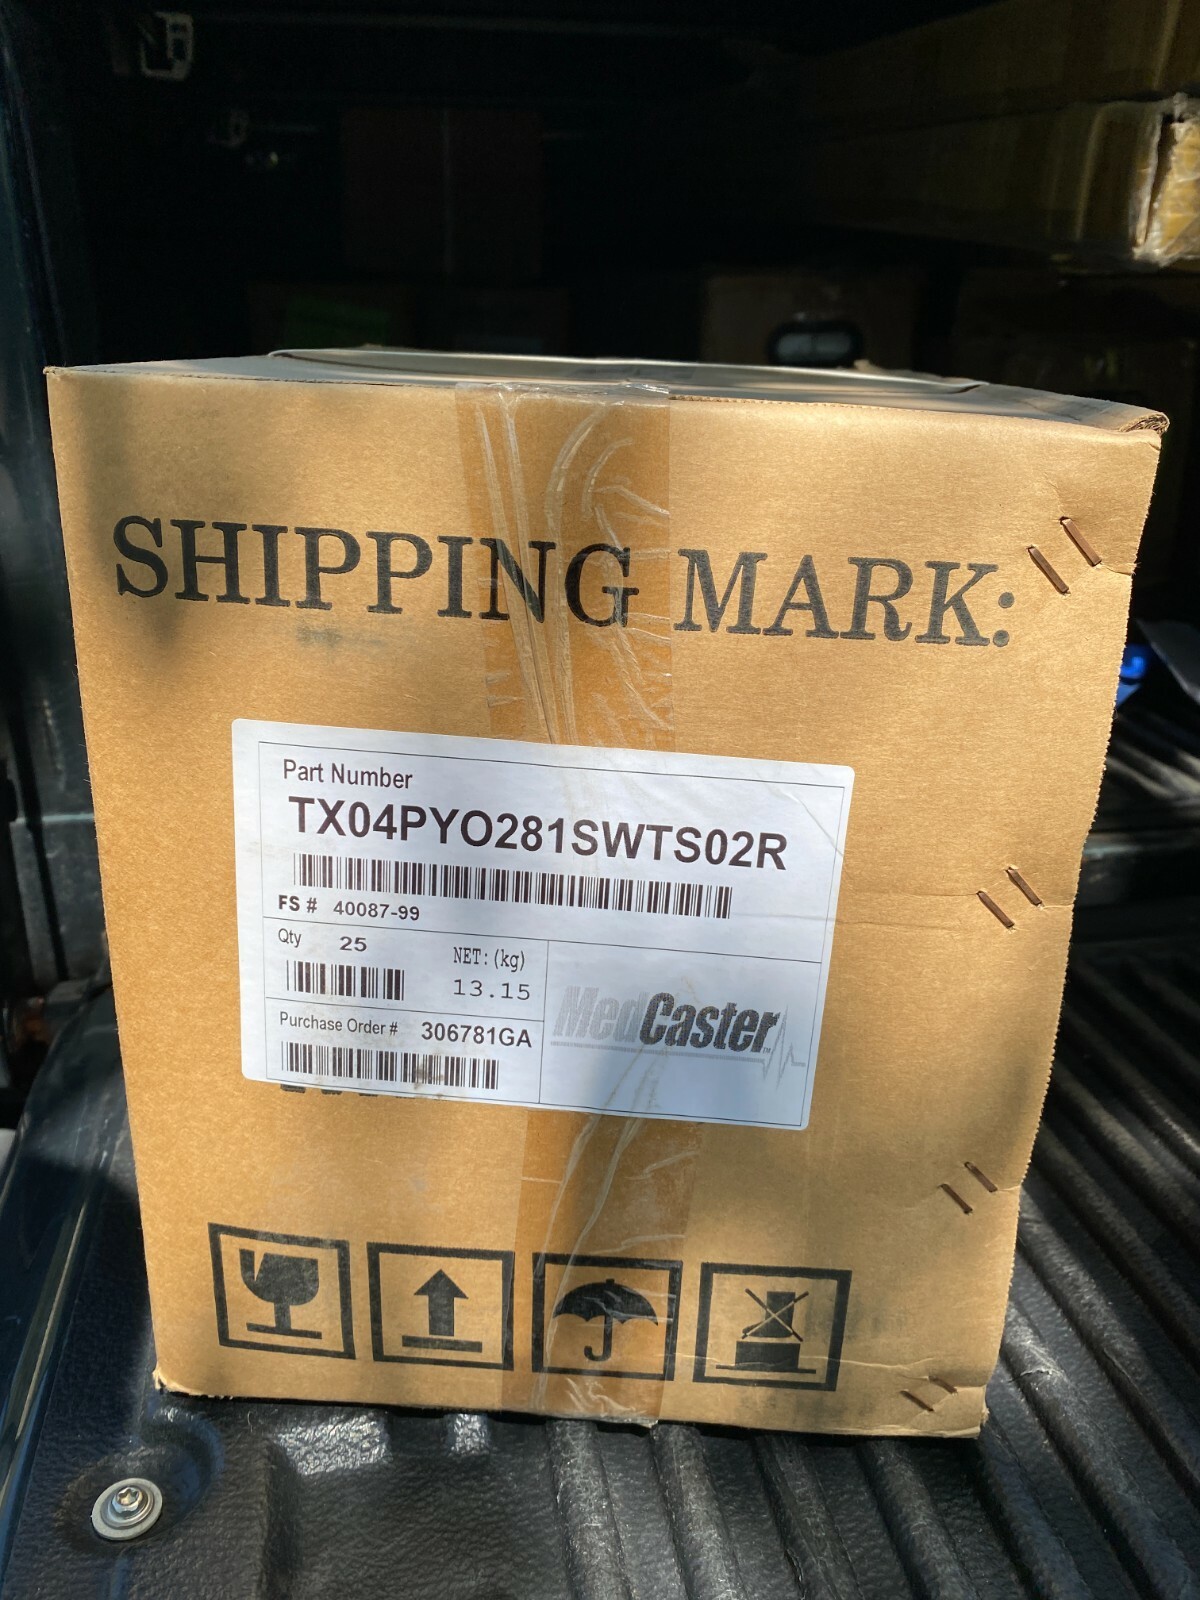 SHIPPING MARK:
Part Number
TX04PYO281SWTS02R
FS # 40087-99
Qty 25
NET: (kg)
13.15
Purchase Order # 306781GA
MedCaster